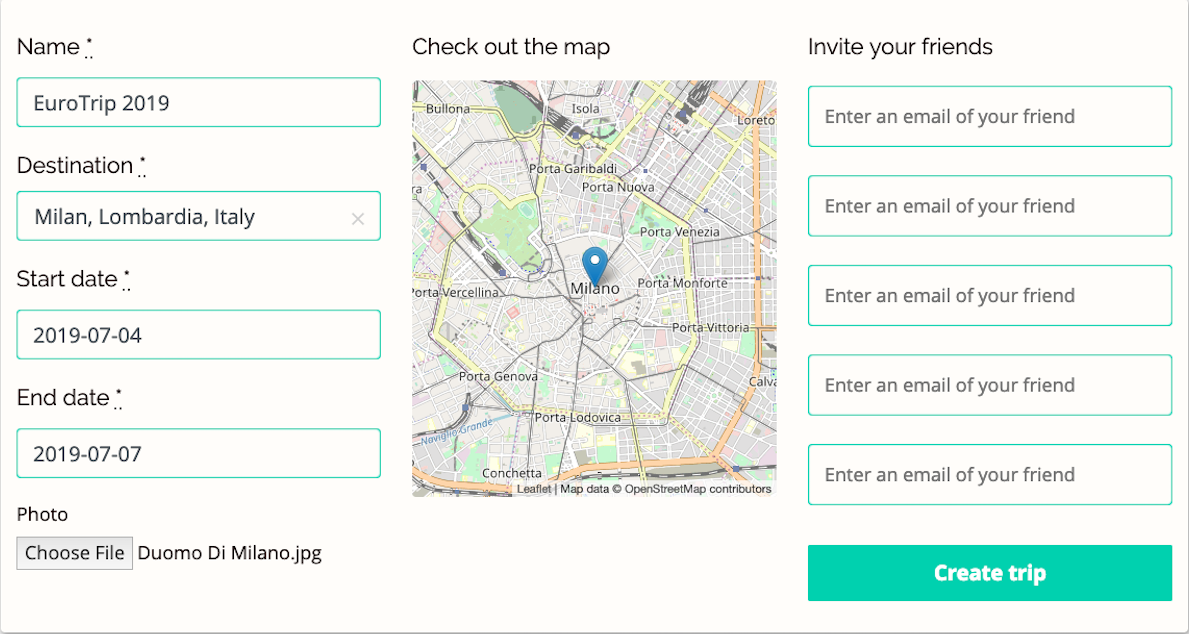 Name *
EuroTrip 2019
Destination *
Milan, Lombardia, Italy ×
Start date *
2019-07-04
End date *
2019-07-07
Photo
Choose File Duomo Di Milano.jpg
Check out the map
Bullona
Isola
Loreto
Porta Garibaldi
Porta Nuova
ra
Porta Venezia
Milano
Porta Monforte
Porta Vercellina
Porta Vittoria
Porta Genova
Calva
Porta Lodovica
Naviglio Grande
Conchetta
Leaflet | Map data © OpenStreetMap contributors
Invite your friends
Enter an email of your friend
Enter an email of your friend
Enter an email of your friend
Enter an email of your friend
Enter an email of your friend
Create trip